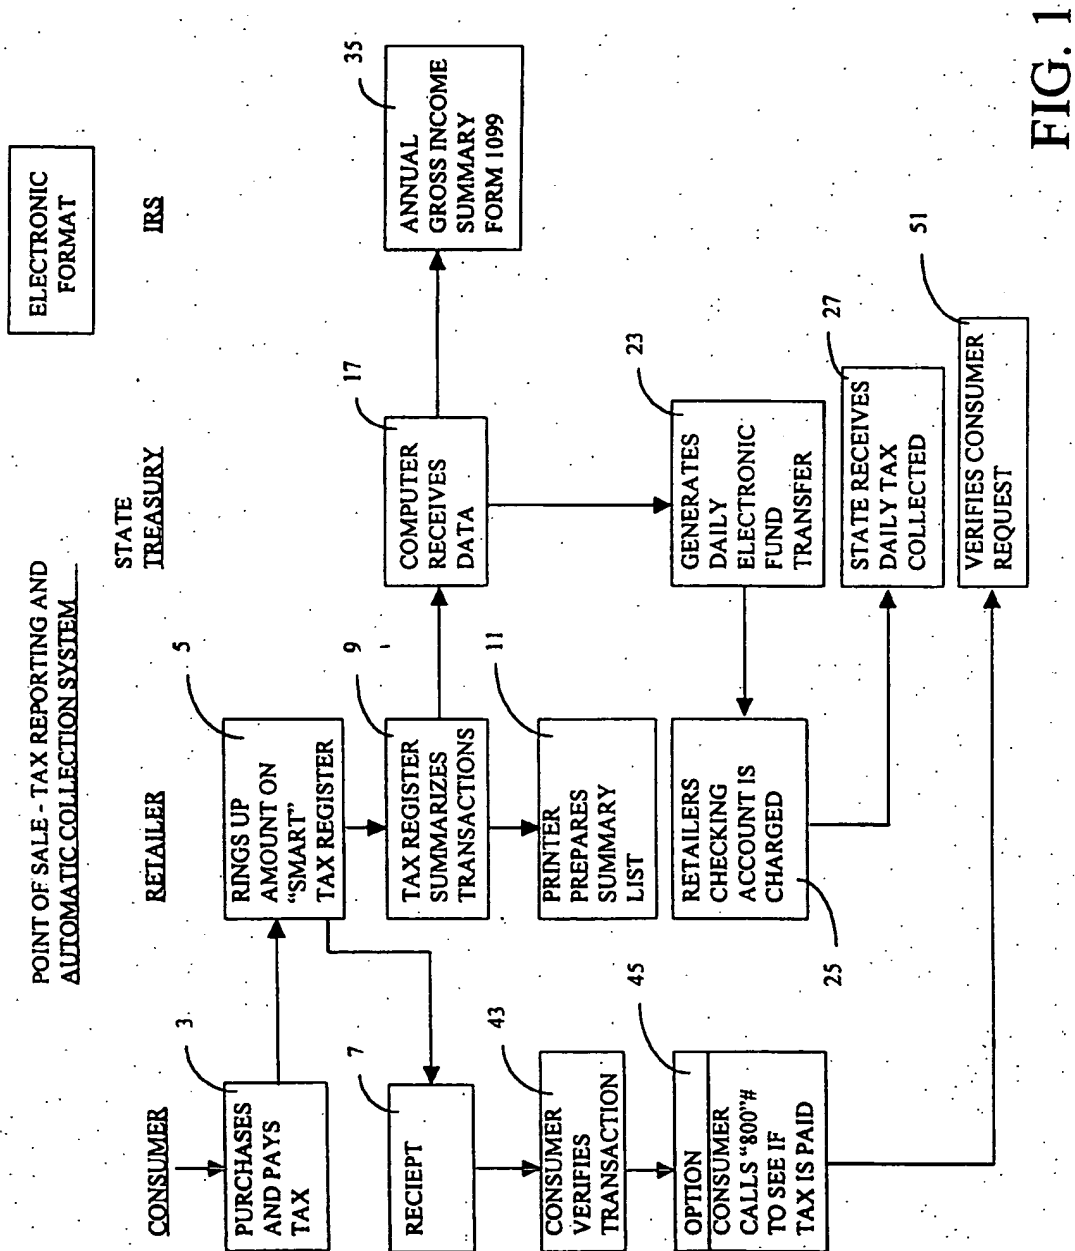 ELECTRONIC
FORMAT
POINT OF SALE - TAX REPORTING AND
AUTOMATIC COLLECTION SYSTEM
CONSUMER
RETAILER
STATE
TREASURY
IRS
3
PURCHASES
AND PAYS
TAX
5
RINGS UP
AMOUNT ON
"SMART"
TAX REGISTER
7
RECIEPT
9
TAX REGISTER
SUMMARIZES
TRANSACTIONS
17
COMPUTER
RECEIVES
DATA
35
ANNUAL
GROSS INCOME
SUMMARY
FORM 1099
43
CONSUMER
VERIFIES
TRANSACTION
11
PRINTER
PREPARES
SUMMARY
LIST
45
OPTION
CONSUMER
CALLS "800"#
TO SEE IF
TAX IS PAID
RETAILERS
CHECKING
ACCOUNT IS
CHARGED
25
23
GENERATES
DAILY
ELECTRONIC
FUND
TRANSFER
27
STATE RECEIVES
DAILY TAX
COLLECTED
51
VERIFIES CONSUMER
REQUEST
FIG. 1